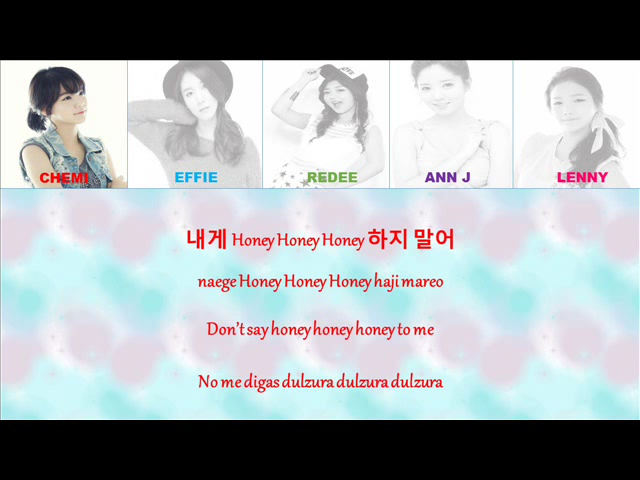 CHEMI EFFIE REDEE ANN J LENNY
내게 Honey Honey Honey 하지 말어
naege Honey Honey Honey haji mareo
Don't say honey honey honey to me
No me digas dulzura dulzura dulzura